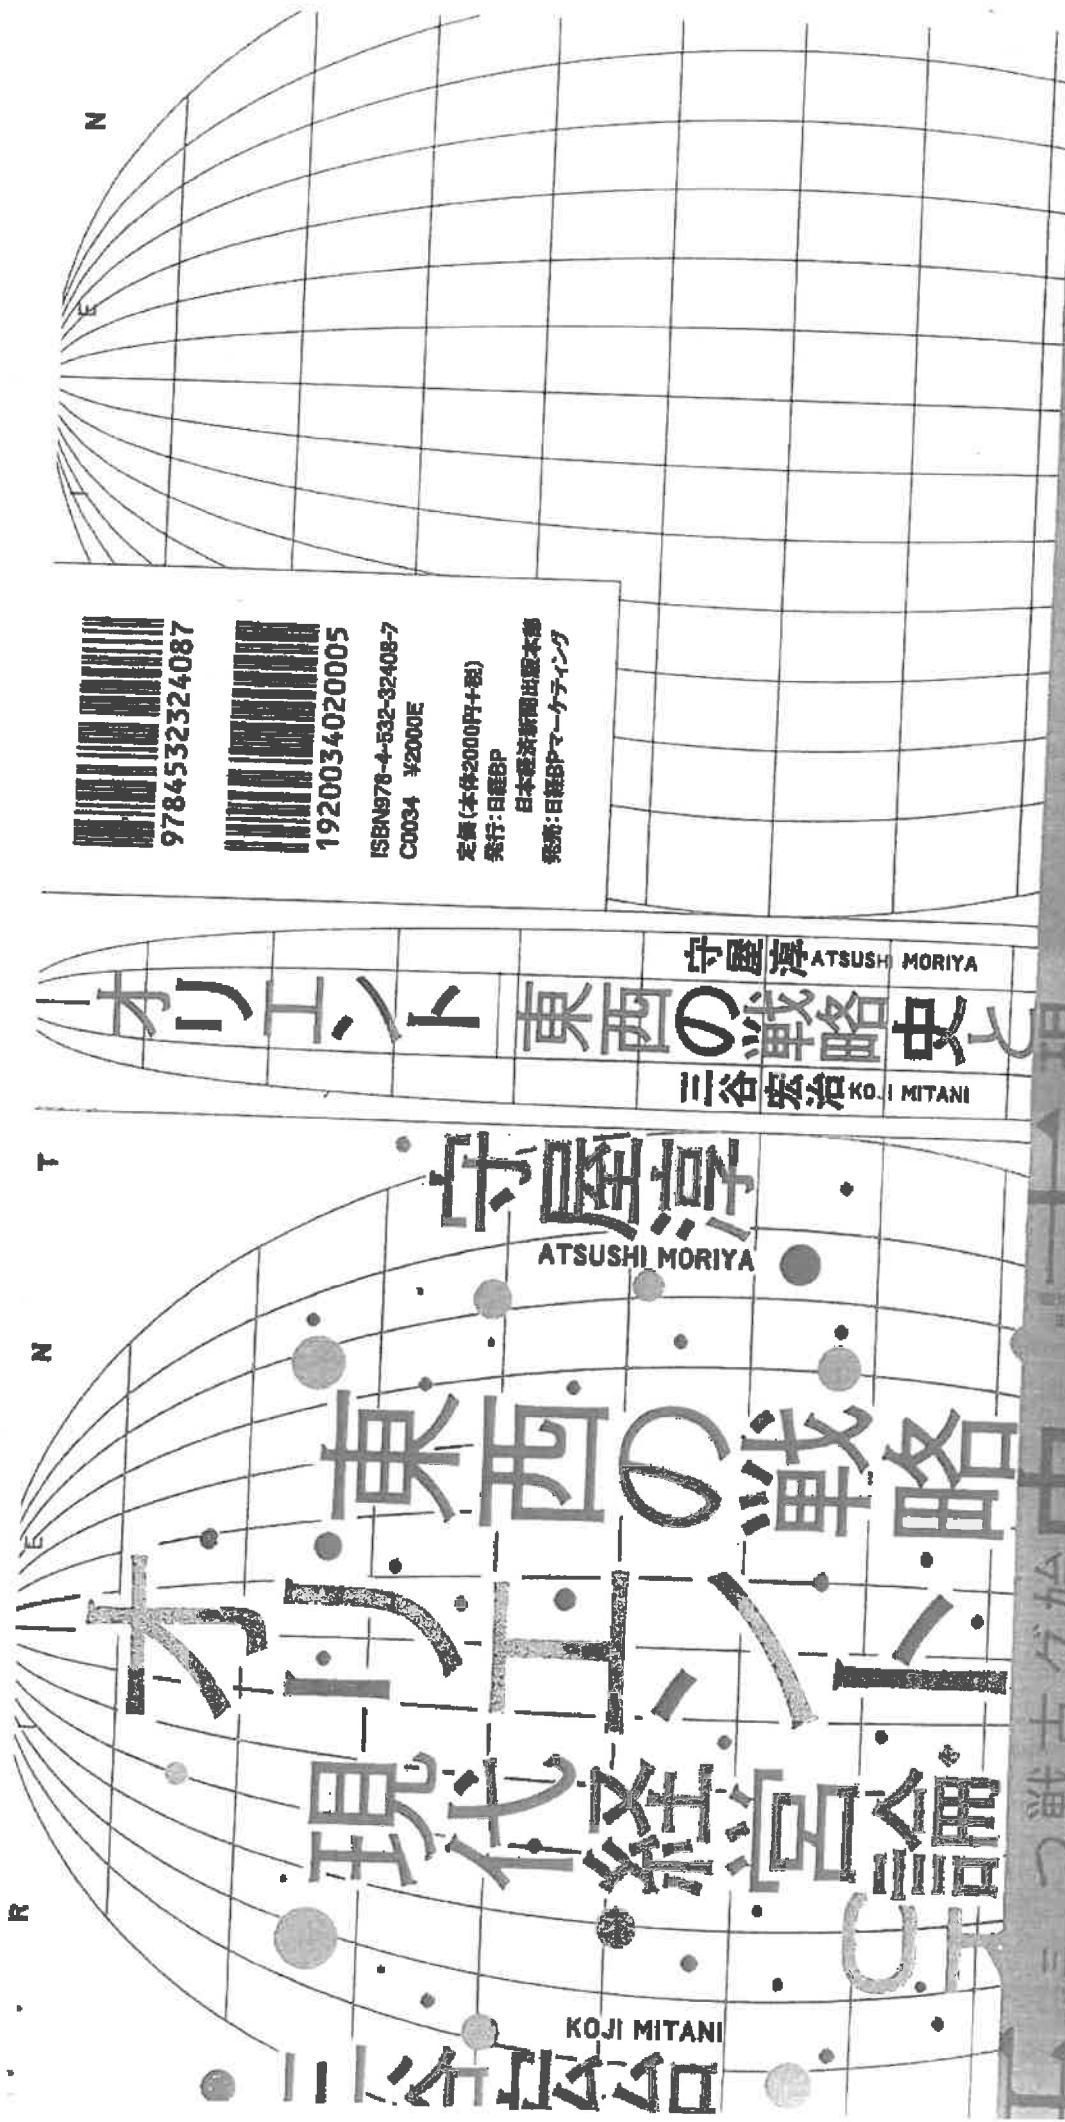 N
E
I
9784532324087
1920034020005
ISBN978-4-532-32408-7
C0034 ¥2000E
定価(本体2000円+税)
発行:日経BP
日本経済新聞出版本部
発売:日経BPマーケティング
オリエント
東西の戦略史と
守屋淳 ATSUSHI MORIYA
三谷宏治 KOJI MITANI
T
N
E
I
R
守屋淳
ATSUSHI MORIYA
東西の戦略
オリエント
現代経営論
三谷宏治
KOJI MITANI